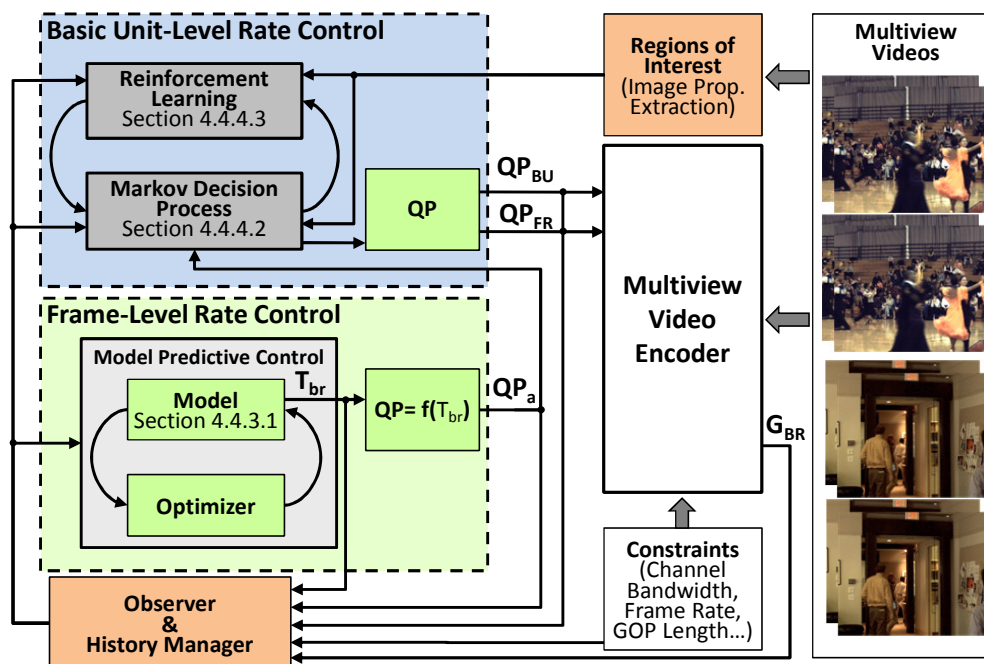 Basic Unit-Level Rate Control
Reinforcement
Learning
Section 4.4.4.3
Markov Decision
Process
Section 4.4.4.2
QP
QP_BU
QP_FR
Regions of
Interest
(Image Prop.
Extraction)
Multiview
Videos
Multiview
Video
Encoder
Frame-Level Rate Control
Model Predictive Control
Model
Section 4.4.3.1
Optimizer
T_br
QP= f(T_br)
QP_a
G_BR
Constraints
(Channel
Bandwidth,
Frame Rate,
GOP Length...)
Observer
&
History Manager